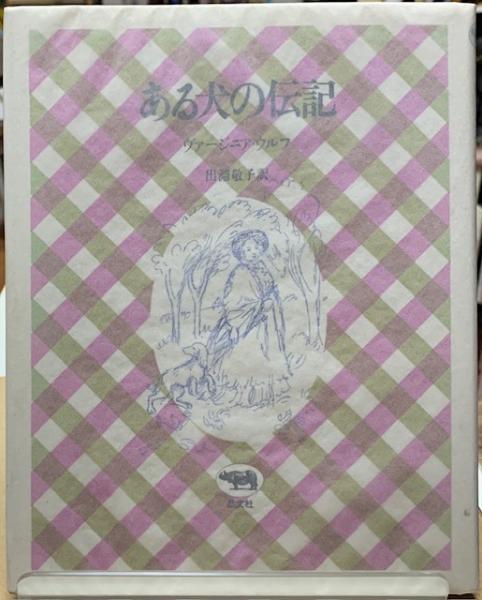 ある犬の伝記
ヴァージニア・ウルフ
出淵敬子訳
晶文社